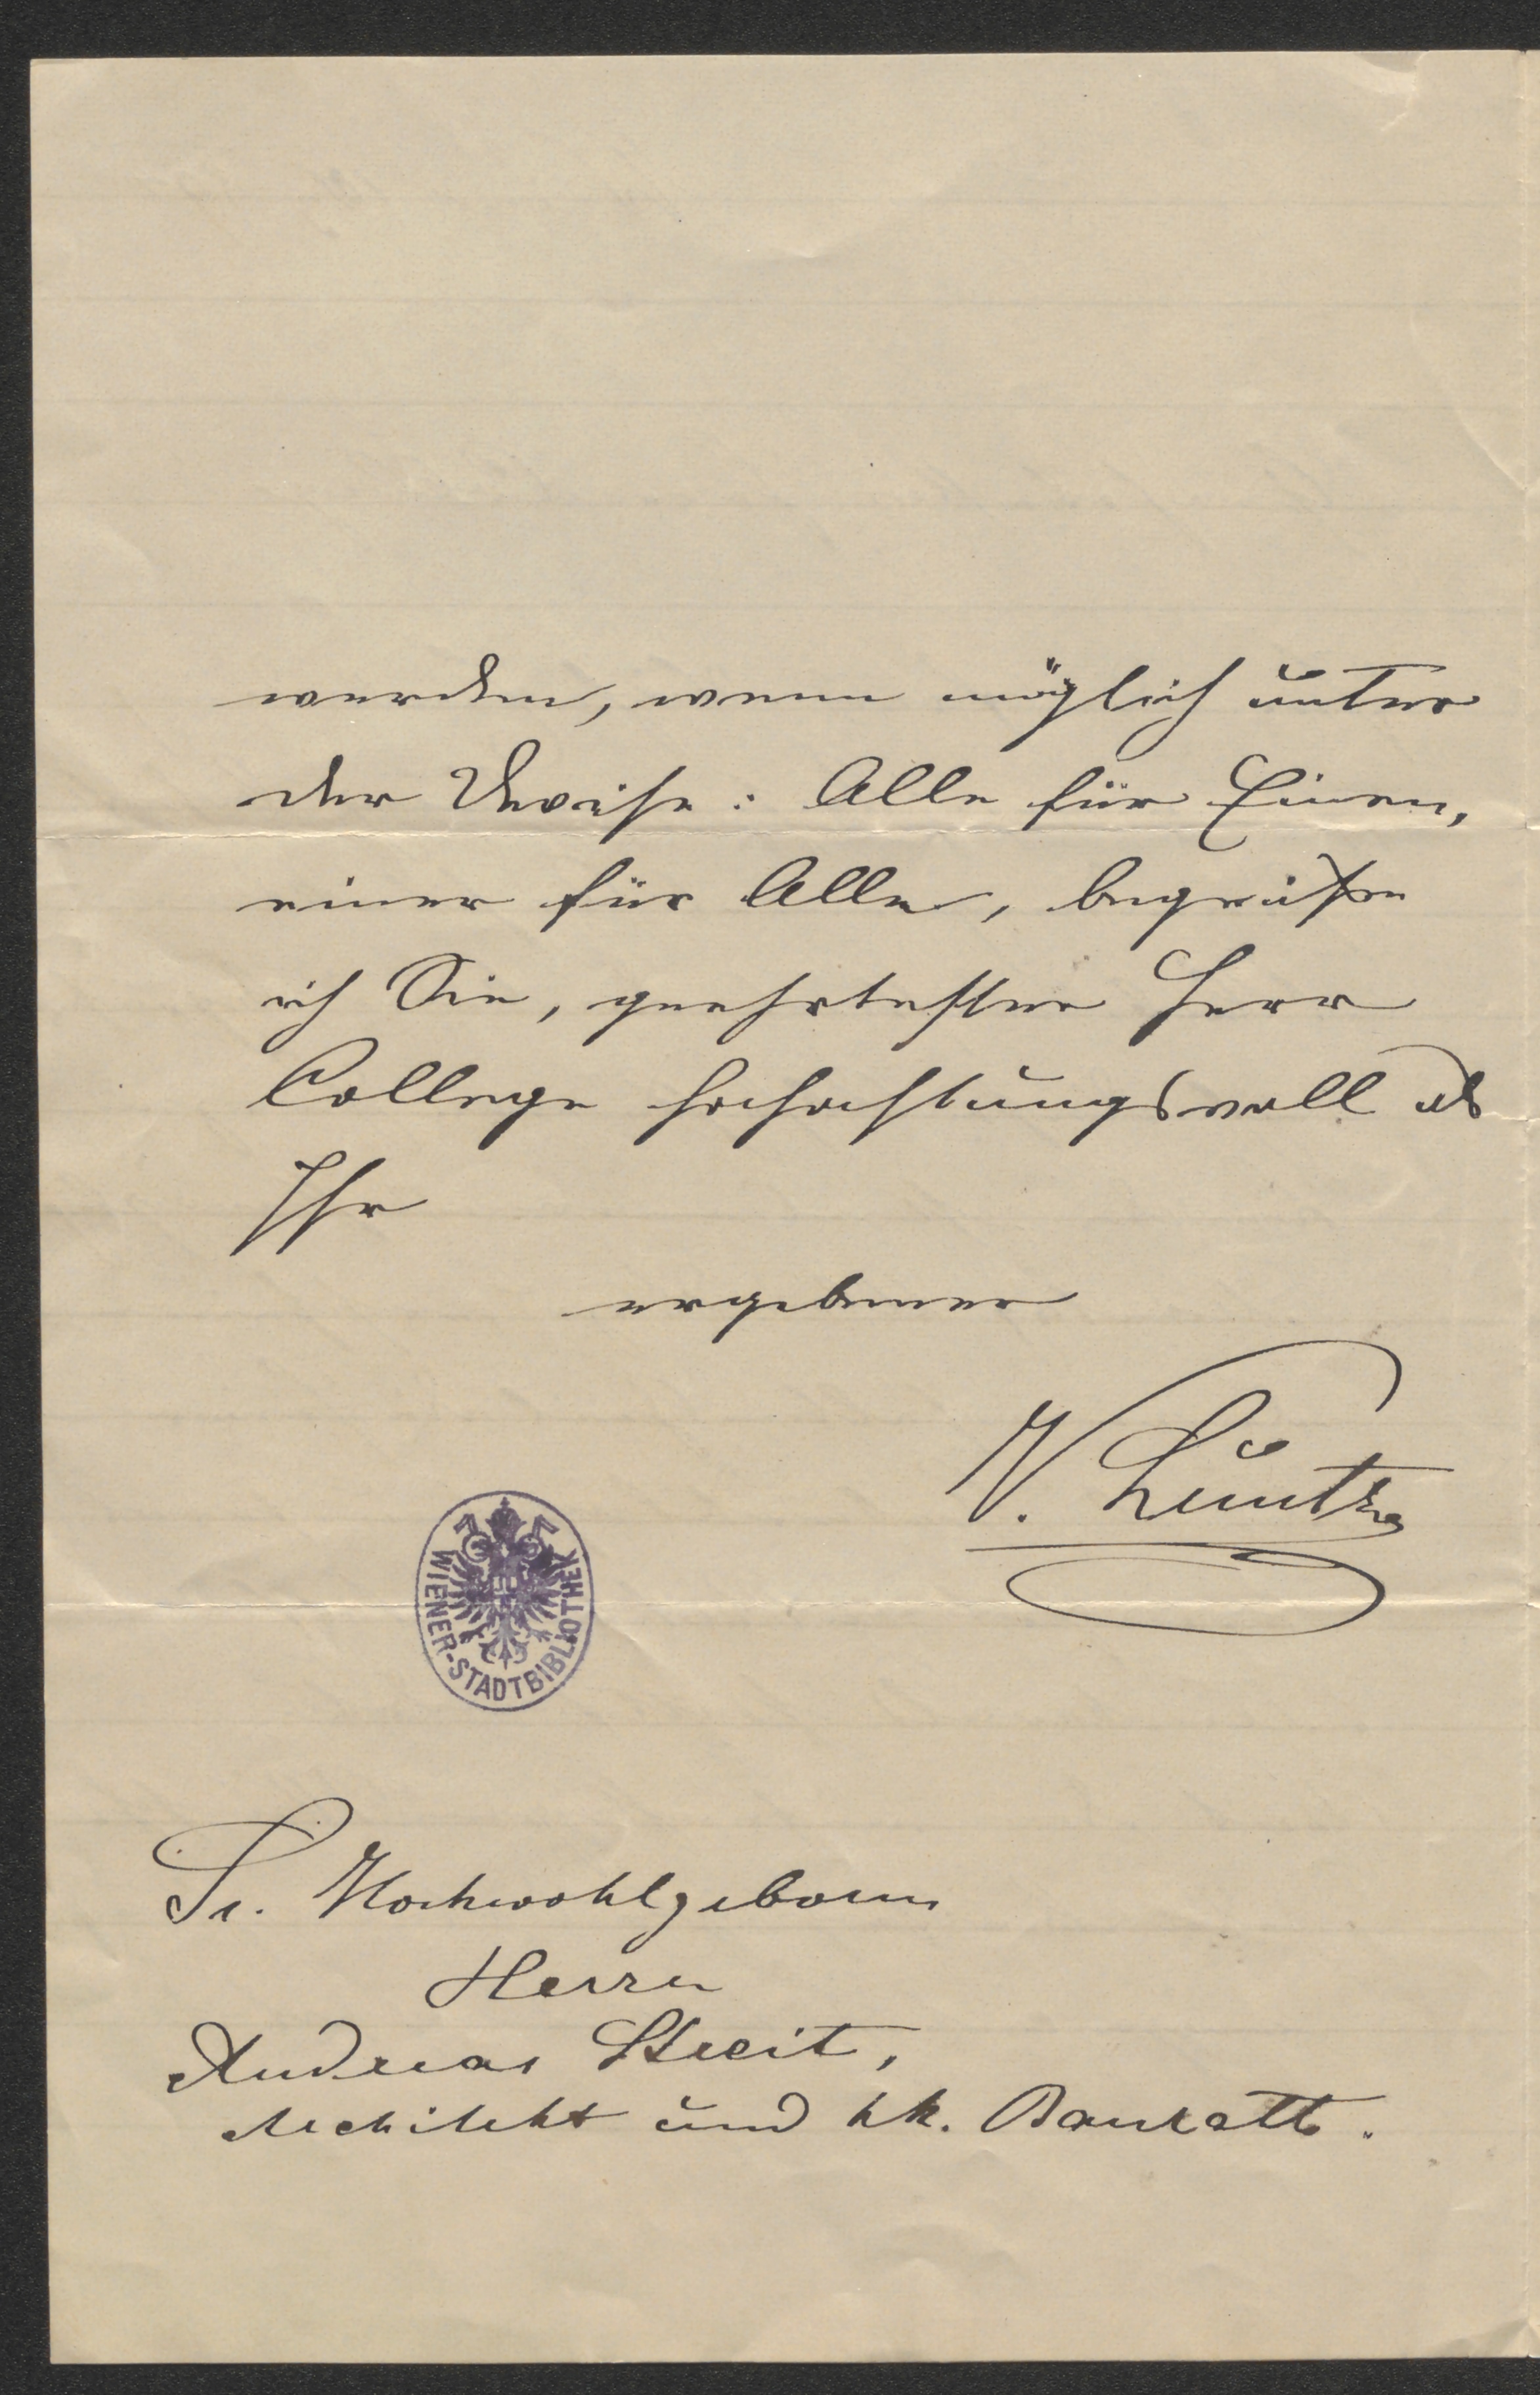 werden, wenn möglich unter
der Devise: Alle für Einen,
einer für Alle, begrüße
ich Sie, geehrtester Herr
College hochachtungsvoll als
Ihr
ergebener
V. Luntz
WIENER-STADTBIBLIOTHEK
Sr. Hochwohlgeboren
Herrn
Andreas Streit,
Architekt und kk. Baurath.